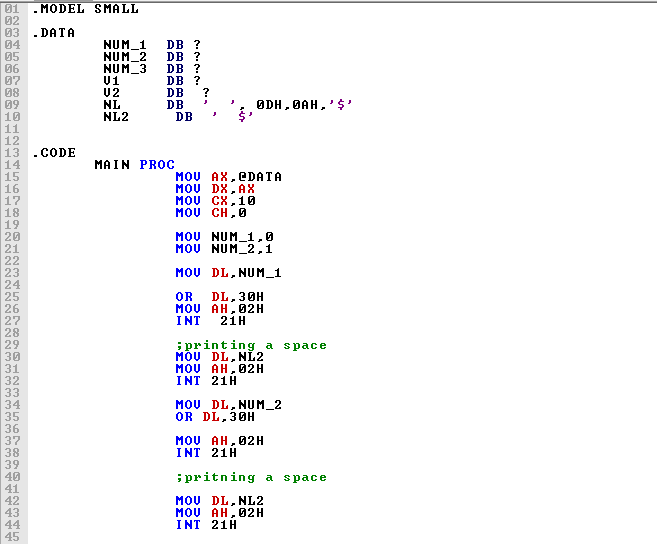 01 .MODEL SMALL
02
03 .DATA
04 NUM_1 DB ?
05 NUM_2 DB ?
06 NUM_3 DB ?
07 V1 DB ?
08 V2 DB ?
09 NL DB '  ', 0DH,0AH,'$'
10 NL2 DB '  $'
11
12
13 .CODE
14 MAIN PROC
15 MOV AX,@DATA
16 MOV DX,AX
17 MOV CX,10
18 MOV CH,0
19
20 MOV NUM_1,0
21 MOV NUM_2,1
22
23 MOV DL,NUM_1
24
25 OR DL,30H
26 MOV AH,02H
27 INT 21H
28
29 ;printing a space
30 MOV DL,NL2
31 MOV AH,02H
32 INT 21H
33
34 MOV DL,NUM_2
35 OR DL,30H
36
37 MOV AH,02H
38 INT 21H
39
40 ;pritning a space
41
42 MOV DL,NL2
43 MOV AH,02H
44 INT 21H
45